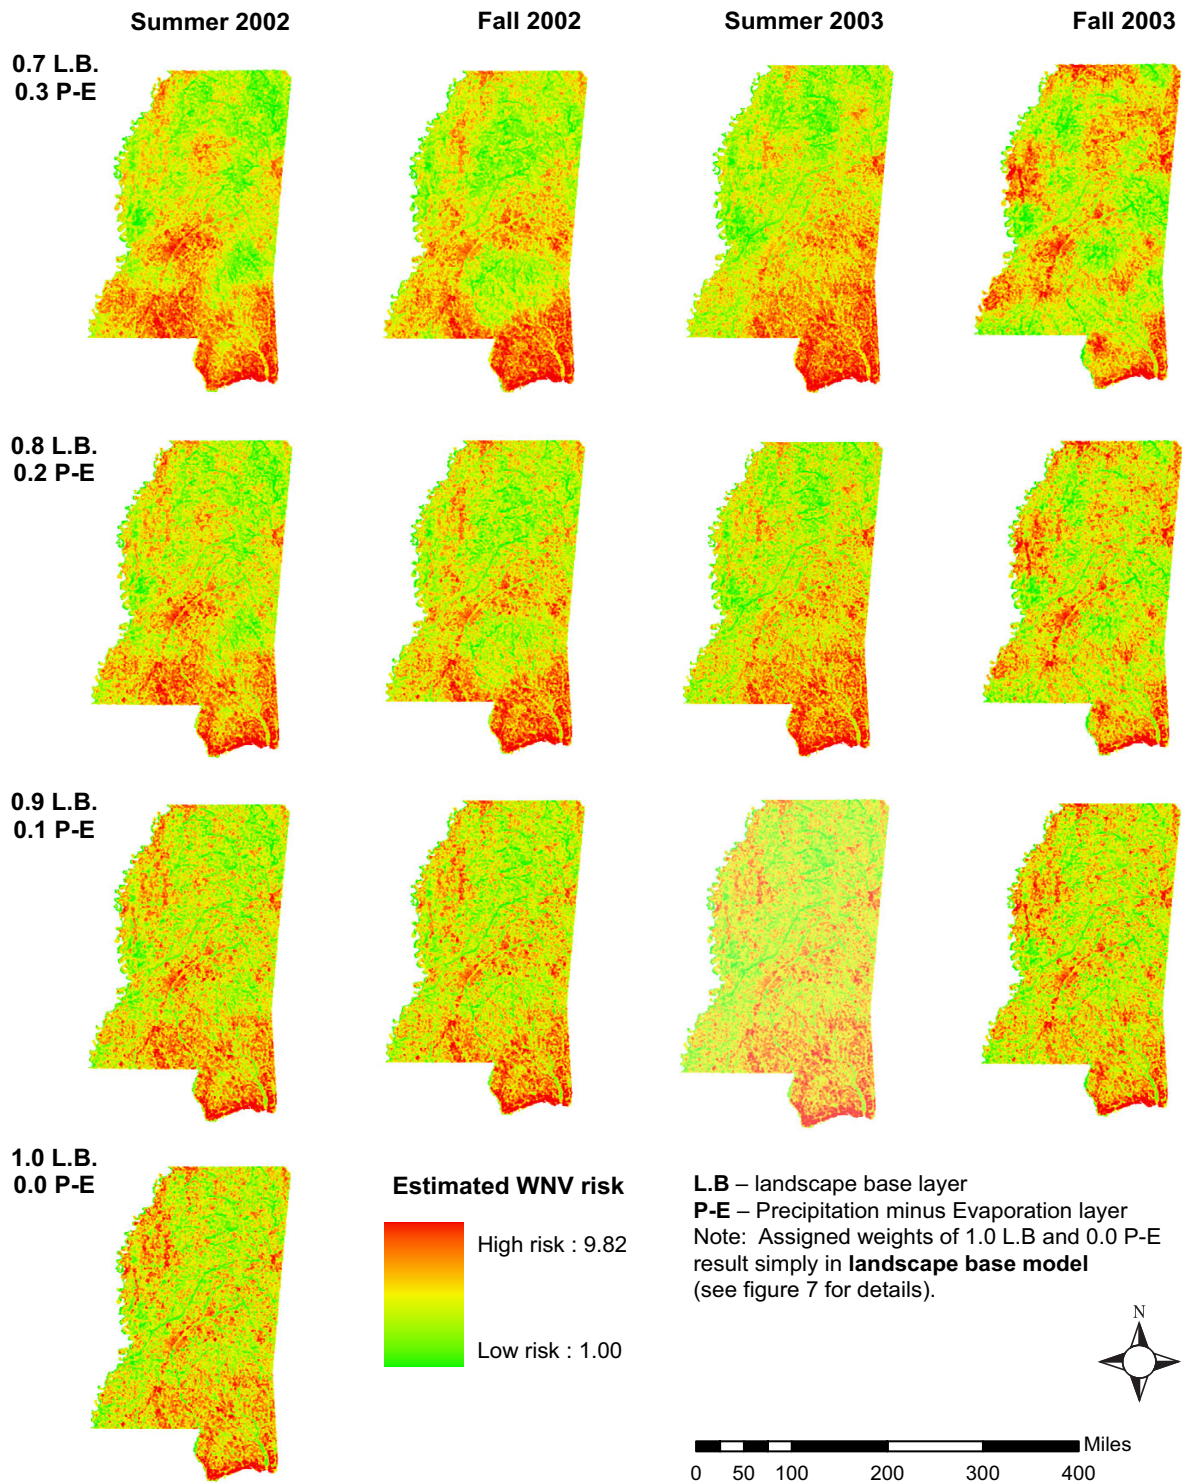 Summer 2002
Fall 2002
Summer 2003
Fall 2003
0.7 L.B.
0.3 P-E
0.8 L.B.
0.2 P-E
0.9 L.B.
0.1 P-E
1.0 L.B.
0.0 P-E
Estimated WNV risk
High risk : 9.82
Low risk : 1.00
L.B – landscape base layer
P-E – Precipitation minus Evaporation layer
Note: Assigned weights of 1.0 L.B and 0.0 P-E
result simply in landscape base model
(see figure 7 for details).
N
Miles
0 50 100 200 300 400